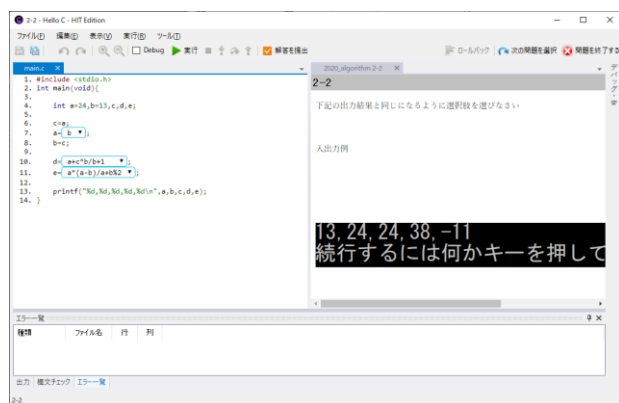 2-2 - Hello C - HIT Edition
ファイル(F) 編集(E) 表示(V) 実行(R) ツール(T)
Debug 実行 解答を提出 ロールバック 次の問題を選択 問題を終了する
main.c
1. #include <stdio.h>
2. int main(void){
3.
4. int a=24,b=13,c,d,e;
5.
6. c=a;
7. a= b ;
8. b=c;
9.
10. d= a+c*b/b+1 ;
11. e= a*(a-b)/a+b%2 ;
12.
13. printf("%d,%d,%d,%d,%d\n",a,b,c,d,e);
14. }
2020_algorithm 2-2
2-2
下記の出力結果と同じになるように選択肢を選びなさい
入出力例
13,24,24,38,-11
続行するには何かキーを押して
デバッグ
エラー一覧
種類 ファイル名 行 列
出力 構文チェック エラー一覧
2-2